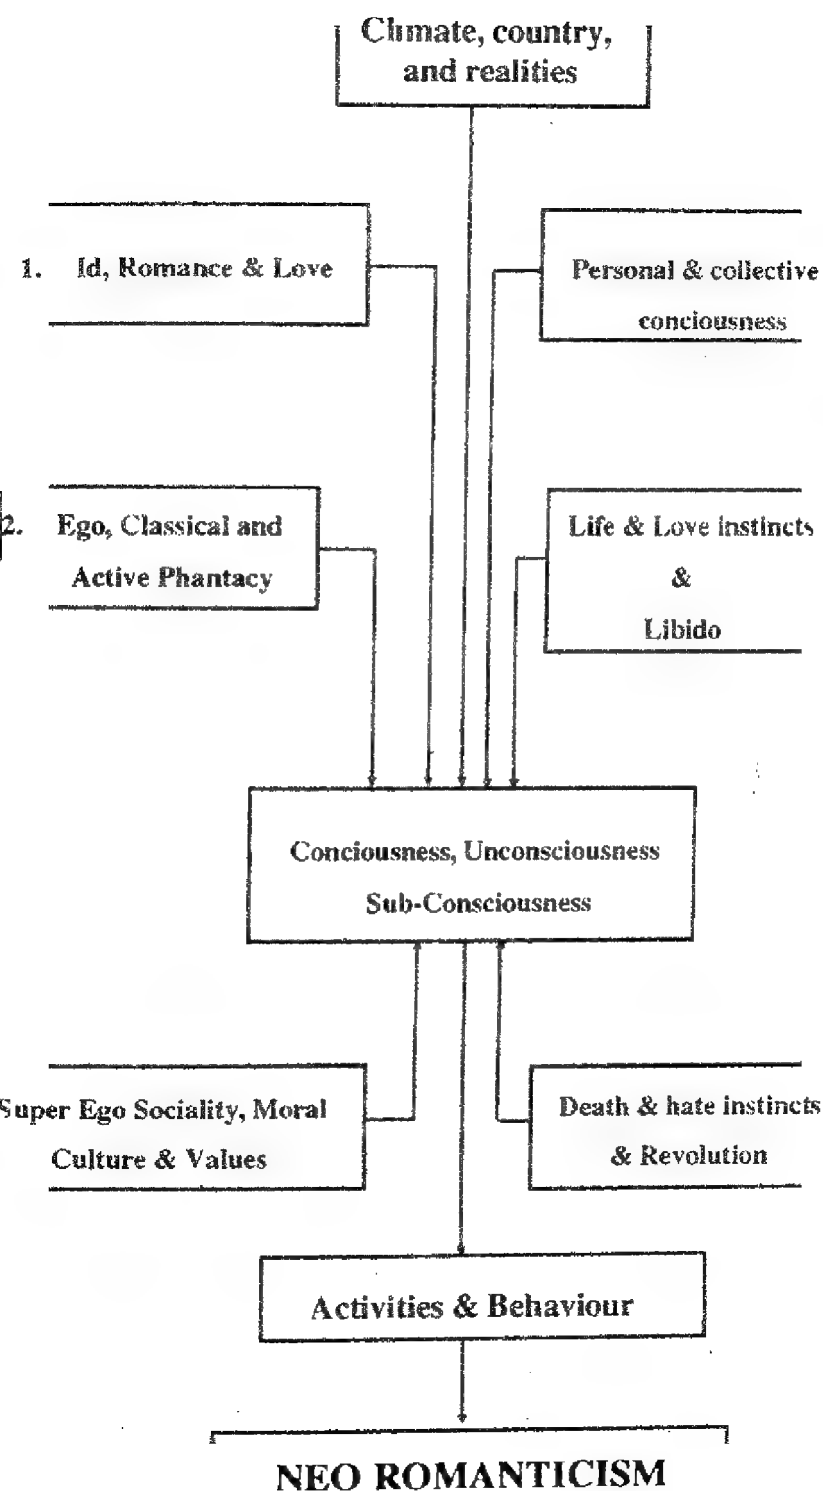 Climate, country,
and realities
1. Id, Romance & Love
Personal & collective
conciousness
2. Ego, Classical and
Active Phantacy
Life & Love instincts
&
Libido
Conciousness, Unconsciousness
Sub-Consciousness
Super Ego Sociality, Moral
Culture & Values
Death & hate instincts
& Revolution
Activities & Behaviour
NEO ROMANTICISM